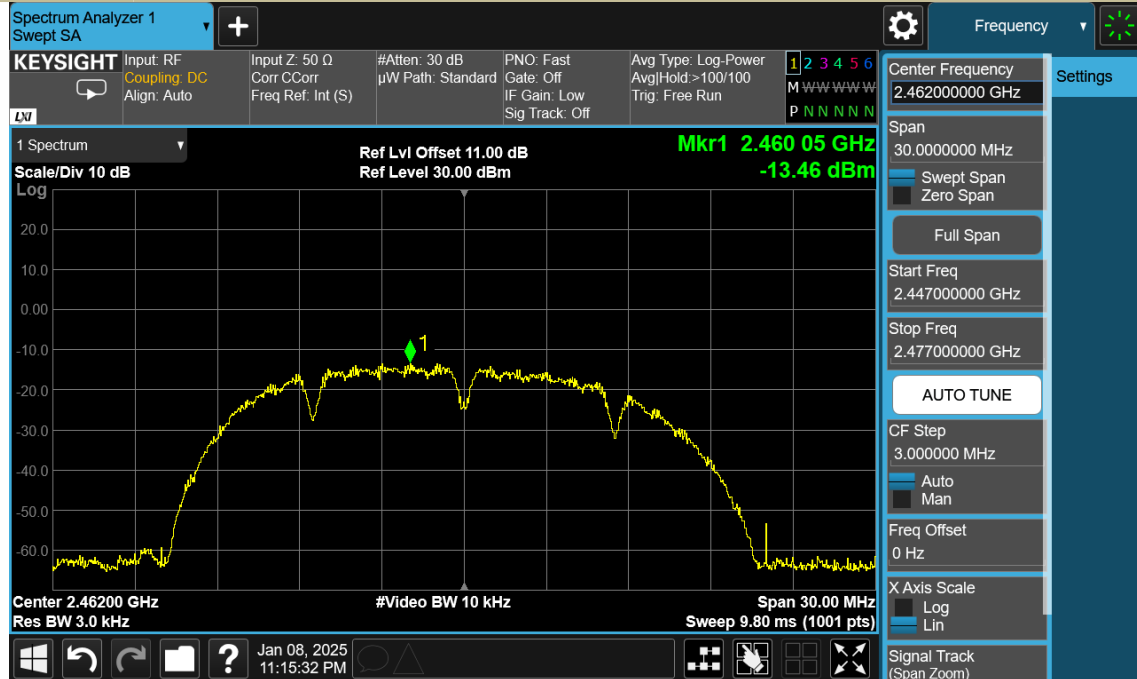 Spectrum Analyzer 1
Swept SA
+
Frequency
KEYSIGHT
LXI
Input: RF
Coupling: DC
Align: Auto
Input Z: 50 Ω
Corr CCorr
Freq Ref: Int (S)
#Atten: 30 dB
µW Path: Standard
PNO: Fast
Gate: Off
IF Gain: Low
Sig Track: Off
Avg Type: Log-Power
Avg|Hold:>100/100
Trig: Free Run
1 2 3 4 5 6
M W W W W W
P N N N N N
1 Spectrum
Scale/Div 10 dB
Log
Ref Lvl Offset 11.00 dB
Ref Level 30.00 dBm
Mkr1 2.460 05 GHz
-13.46 dBm
20.0
10.0
0.00
-10.0
-20.0
-30.0
-40.0
-50.0
-60.0
1
Center 2.46200 GHz
Res BW 3.0 kHz
#Video BW 10 kHz
Span 30.00 MHz
Sweep 9.80 ms (1001 pts)
?
Jan 08, 2025
11:15:32 PM
Center Frequency
2.462000000 GHz
Span
30.0000000 MHz
Swept Span
Zero Span
Full Span
Start Freq
2.447000000 GHz
Stop Freq
2.477000000 GHz
AUTO TUNE
CF Step
3.000000 MHz
Auto
Man
Freq Offset
0 Hz
X Axis Scale
Log
Lin
Signal Track
(Span Zoom)
Settings